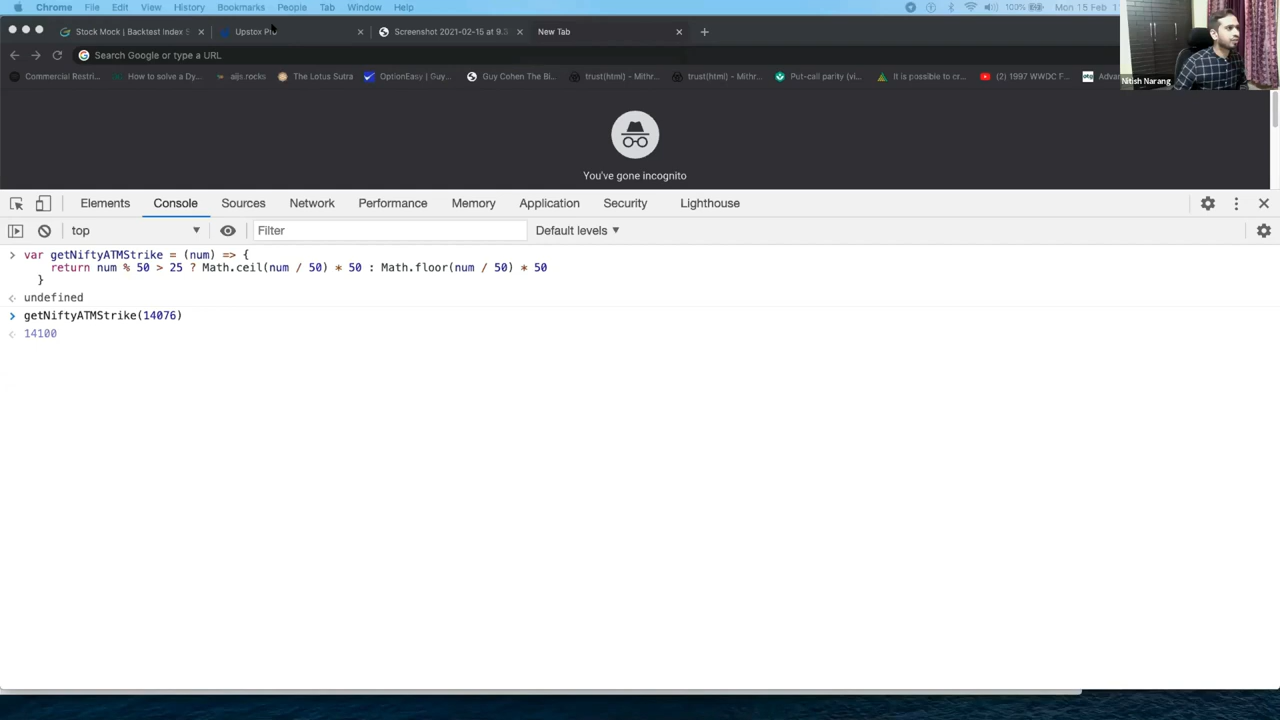 Chrome File Edit View History Bookmarks People Tab Window Help 100% Mon 15 Feb
Stock Mock | Backtest Index Upstox Screenshot 2021-02-15 at 9. New Tab
Search Google or type a URL
Commercial Restri... How to solve a Dy... aijs.rocks The Lotus Sutra OptionEasy | Guy... Guy Cohen The Bi... trust(html) - Mithr... trust(html) - Mithr... Put-call parity (vi... It is possible to cr... (2) 1997 WWDC F...
Nitish Narang
You've gone incognito
Elements Console Sources Network Performance Memory Application Security Lighthouse
top Filter Default levels
var getNiftyATMStrike = (num) => {
return num % 50 > 25 ? Math.ceil(num / 50) * 50 : Math.floor(num / 50) * 50
}
undefined
getNiftyATMStrike(14076)
14100